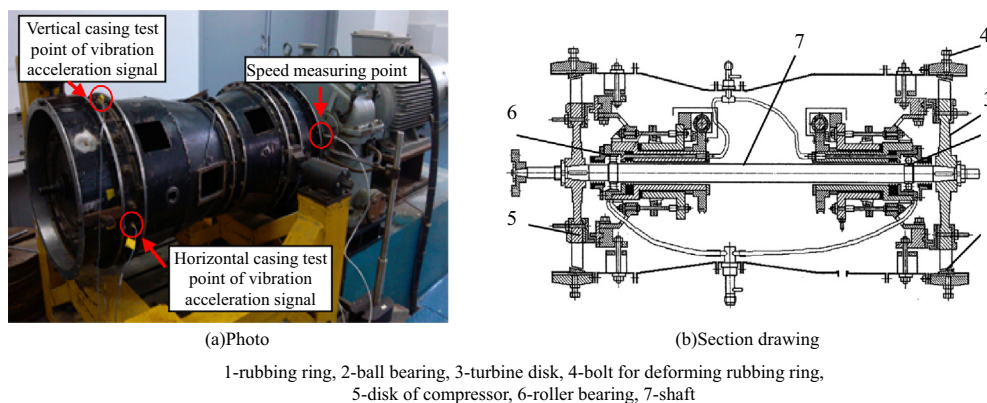 Vertical casing test
point of vibration
acceleration signal
Speed measuring point
Horizontal casing test
point of vibration
acceleration signal
(a)Photo
4
7
6
5
(b)Section drawing
1-rubbing ring, 2-ball bearing, 3-turbine disk, 4-bolt for deforming rubbing ring,
5-disk of compressor, 6-roller bearing, 7-shaft